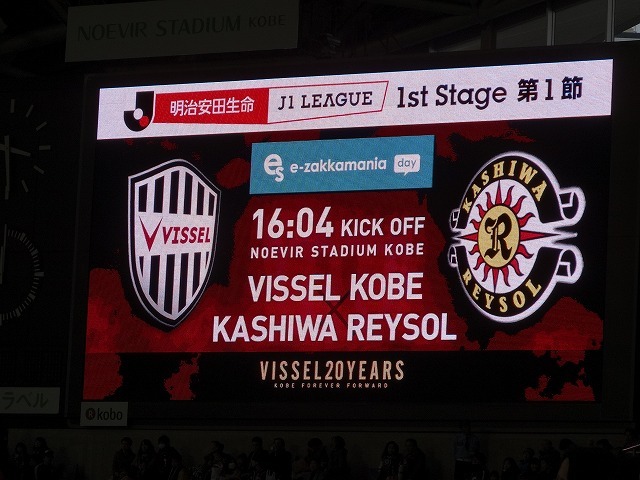 NOEVIR STADIUM KOBE
明治安田生命 J1 LEAGUE 1st Stage 第1節
es e-zakkamania day
VISSEL
KASHIWA
R
REYSOL
16:04 KICK OFF
NOEVIR STADIUM KOBE
VISSEL KOBE
KASHIWA REYSOL
VISSEL20YEARS
KOBE FOREVER FORWARD
ラベル
R kobo